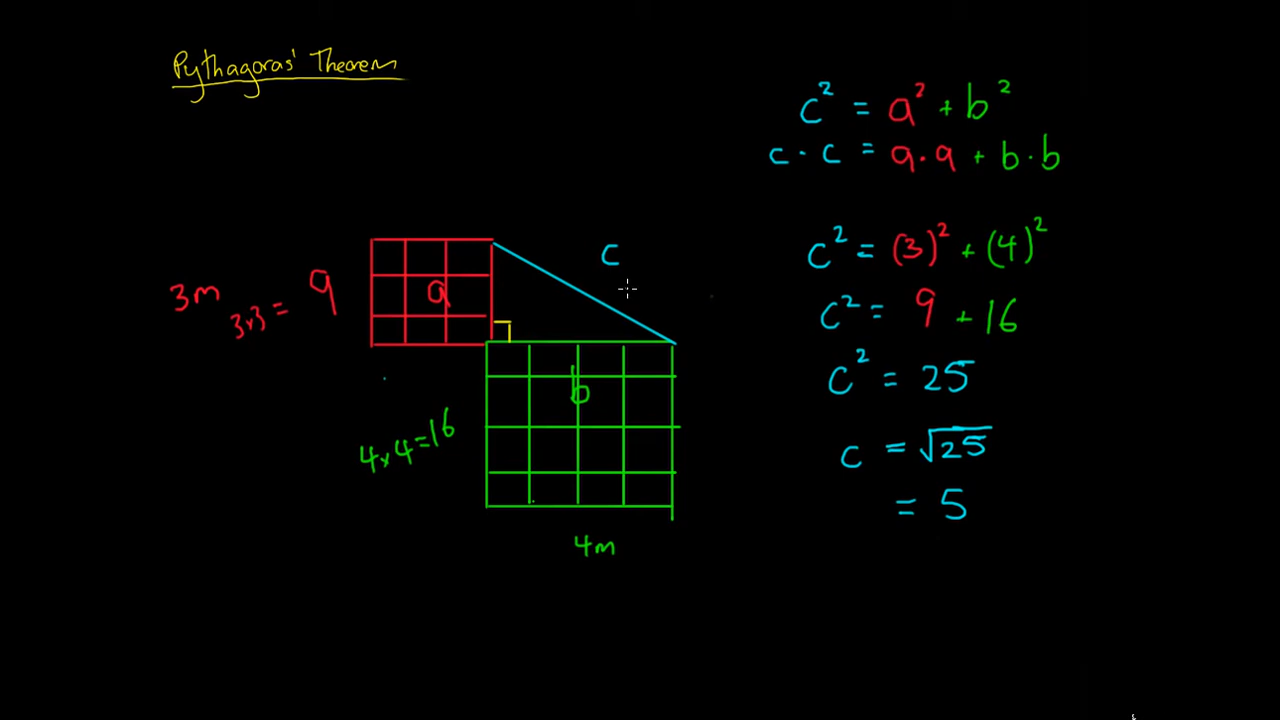 Pythagoras' Theorem
c² = a² + b²
c · c = a · a + b · b
c
c² = (3)² + (4)²
3m
3x3 = 9
a
c² = 9 + 16
b
c² = 25
4x4=16
c = √25
= 5
4m